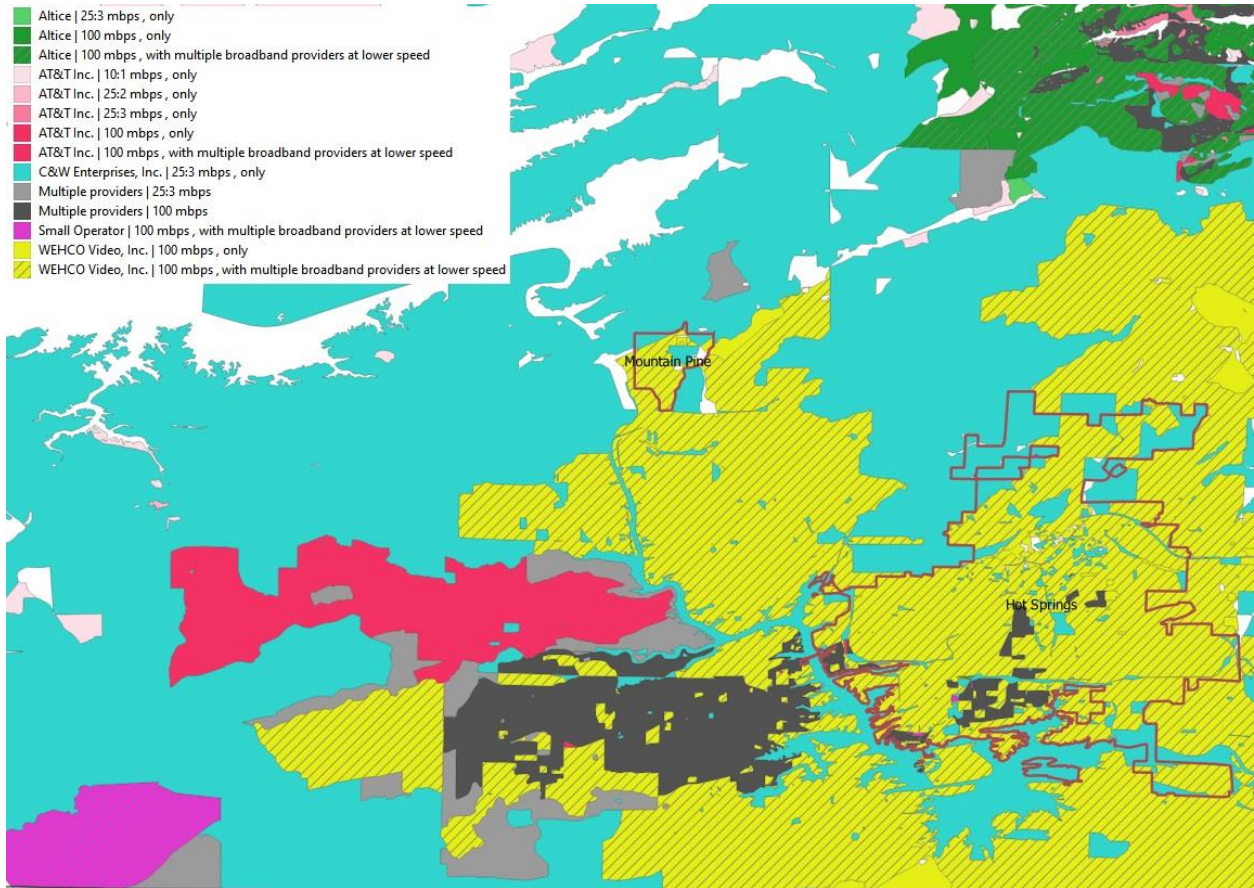 Altice | 25:3 mbps , only
Altice | 100 mbps , only
Altice | 100 mbps , with multiple broadband providers at lower speed
AT&T Inc. | 10:1 mbps , only
AT&T Inc. | 25:2 mbps , only
AT&T Inc. | 25:3 mbps , only
AT&T Inc. | 100 mbps , only
AT&T Inc. | 100 mbps , with multiple broadband providers at lower speed
C&W Enterprises, Inc. | 25:3 mbps , only
Multiple providers | 25:3 mbps
Multiple providers | 100 mbps
Small Operator | 100 mbps , with multiple broadband providers at lower speed
WEHCO Video, Inc. | 100 mbps , only
WEHCO Video, Inc. | 100 mbps , with multiple broadband providers at lower speed
Mountain Pine
Hot Springs